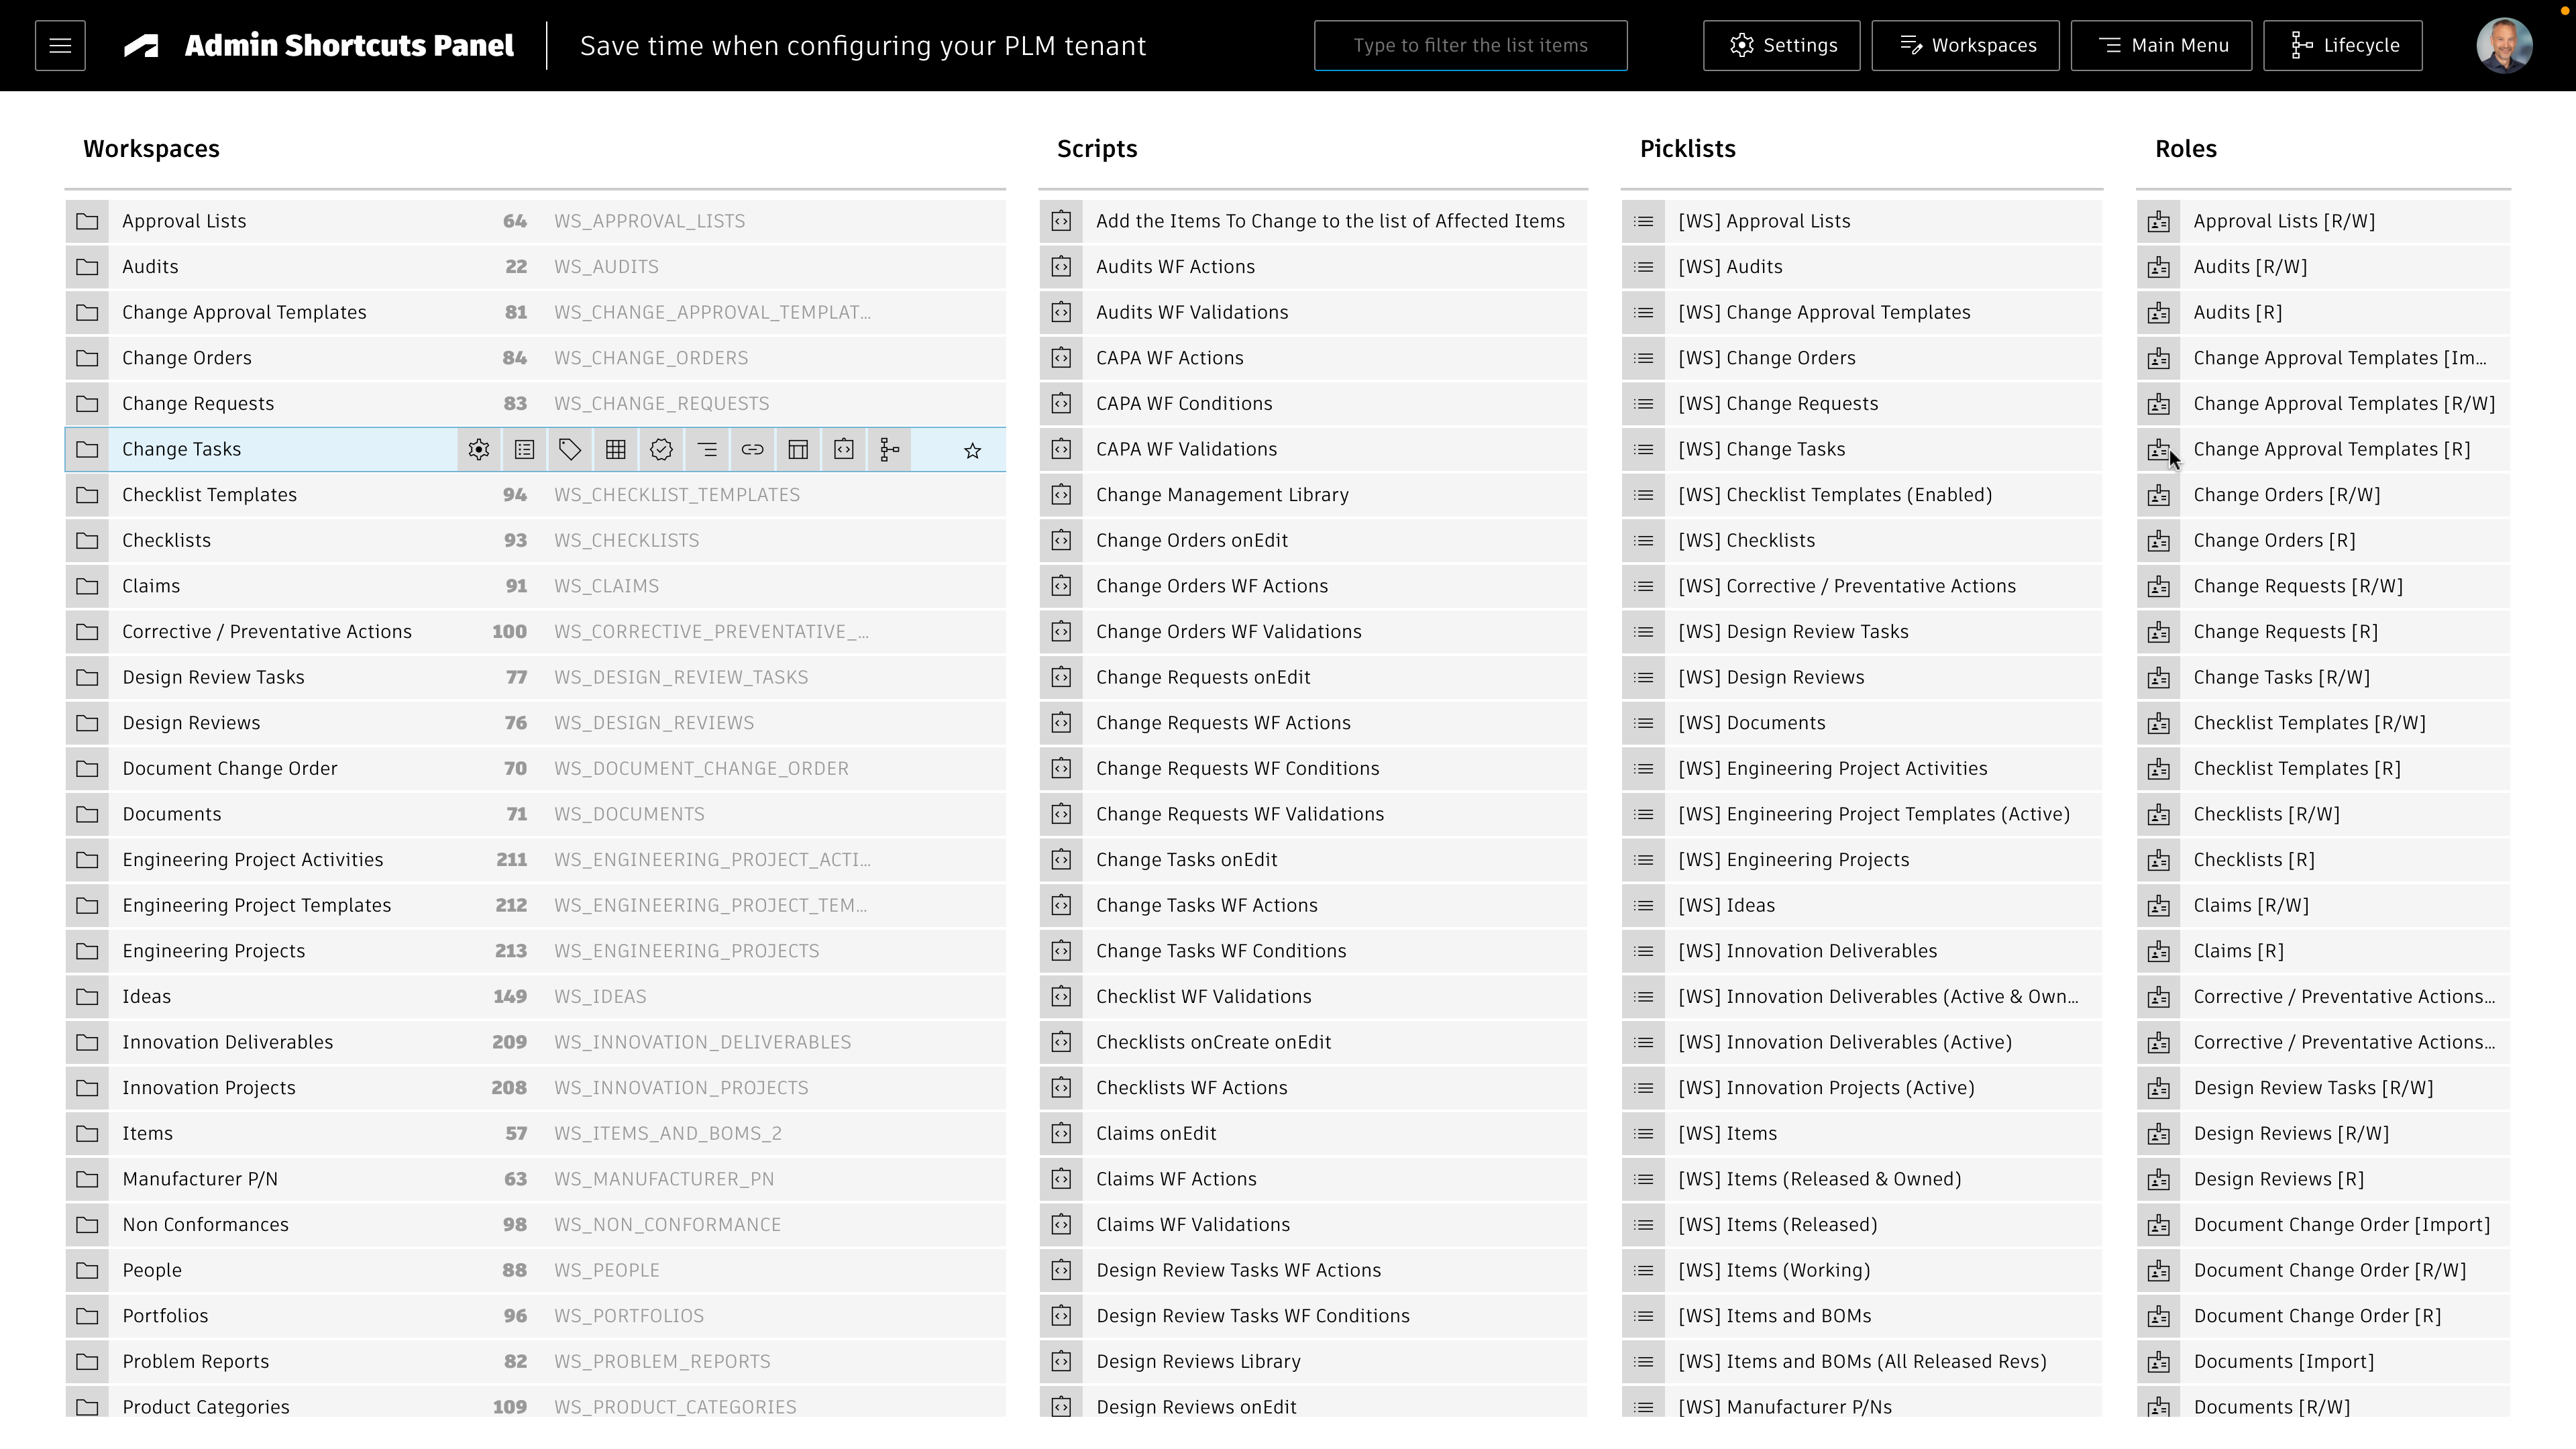 Admin Shortcuts Panel
Save time when configuring your PLM tenant
Type to filter the list items
Settings
Workspaces
Main Menu
Lifecycle
Workspaces
Approval Lists 64 WS_APPROVAL_LISTS
Audits 22 WS_AUDITS
Change Approval Templates 81 WS_CHANGE_APPROVAL_TEMPLAT...
Change Orders 84 WS_CHANGE_ORDERS
Change Requests 83 WS_CHANGE_REQUESTS
Change Tasks
Checklist Templates 94 WS_CHECKLIST_TEMPLATES
Checklists 93 WS_CHECKLISTS
Claims 91 WS_CLAIMS
Corrective / Preventative Actions 100 WS_CORRECTIVE_PREVENTATIVE_...
Design Review Tasks 77 WS_DESIGN_REVIEW_TASKS
Design Reviews 76 WS_DESIGN_REVIEWS
Document Change Order 70 WS_DOCUMENT_CHANGE_ORDER
Documents 71 WS_DOCUMENTS
Engineering Project Activities 211 WS_ENGINEERING_PROJECT_ACTI...
Engineering Project Templates 212 WS_ENGINEERING_PROJECT_TEM...
Engineering Projects 213 WS_ENGINEERING_PROJECTS
Ideas 149 WS_IDEAS
Innovation Deliverables 209 WS_INNOVATION_DELIVERABLES
Innovation Projects 208 WS_INNOVATION_PROJECTS
Items 57 WS_ITEMS_AND_BOMS_2
Manufacturer P/N 63 WS_MANUFACTURER_PN
Non Conformances 98 WS_NON_CONFORMANCE
People 88 WS_PEOPLE
Portfolios 96 WS_PORTFOLIOS
Problem Reports 82 WS_PROBLEM_REPORTS
Product Categories 109 WS_PRODUCT_CATEGORIES
Scripts
Add the Items To Change to the list of Affected Items
Audits WF Actions
Audits WF Validations
CAPA WF Actions
CAPA WF Conditions
CAPA WF Validations
Change Management Library
Change Orders onEdit
Change Orders WF Actions
Change Orders WF Validations
Change Requests onEdit
Change Requests WF Actions
Change Requests WF Conditions
Change Requests WF Validations
Change Tasks onEdit
Change Tasks WF Actions
Change Tasks WF Conditions
Checklist WF Validations
Checklists onCreate onEdit
Checklists WF Actions
Claims onEdit
Claims WF Actions
Claims WF Validations
Design Review Tasks WF Actions
Design Review Tasks WF Conditions
Design Reviews Library
Design Reviews onEdit
Picklists
[WS] Approval Lists
[WS] Audits
[WS] Change Approval Templates
[WS] Change Orders
[WS] Change Requests
[WS] Change Tasks
[WS] Checklist Templates (Enabled)
[WS] Checklists
[WS] Corrective / Preventative Actions
[WS] Design Review Tasks
[WS] Design Reviews
[WS] Documents
[WS] Engineering Project Activities
[WS] Engineering Project Templates (Active)
[WS] Engineering Projects
[WS] Ideas
[WS] Innovation Deliverables
[WS] Innovation Deliverables (Active & Own...
[WS] Innovation Deliverables (Active)
[WS] Innovation Projects (Active)
[WS] Items
[WS] Items (Released & Owned)
[WS] Items (Released)
[WS] Items (Working)
[WS] Items and BOMs
[WS] Items and BOMs (All Released Revs)
[WS] Manufacturer P/Ns
Roles
Approval Lists [R/W]
Audits [R/W]
Audits [R]
Change Approval Templates [Im...
Change Approval Templates [R/W]
Change Approval Templates [R]
Change Orders [R/W]
Change Orders [R]
Change Requests [R/W]
Change Requests [R]
Change Tasks [R/W]
Checklist Templates [R/W]
Checklist Templates [R]
Checklists [R/W]
Checklists [R]
Claims [R/W]
Claims [R]
Corrective / Preventative Actions...
Corrective / Preventative Actions...
Design Review Tasks [R/W]
Design Reviews [R/W]
Design Reviews [R]
Document Change Order [Import]
Document Change Order [R/W]
Document Change Order [R]
Documents [Import]
Documents [R/W]